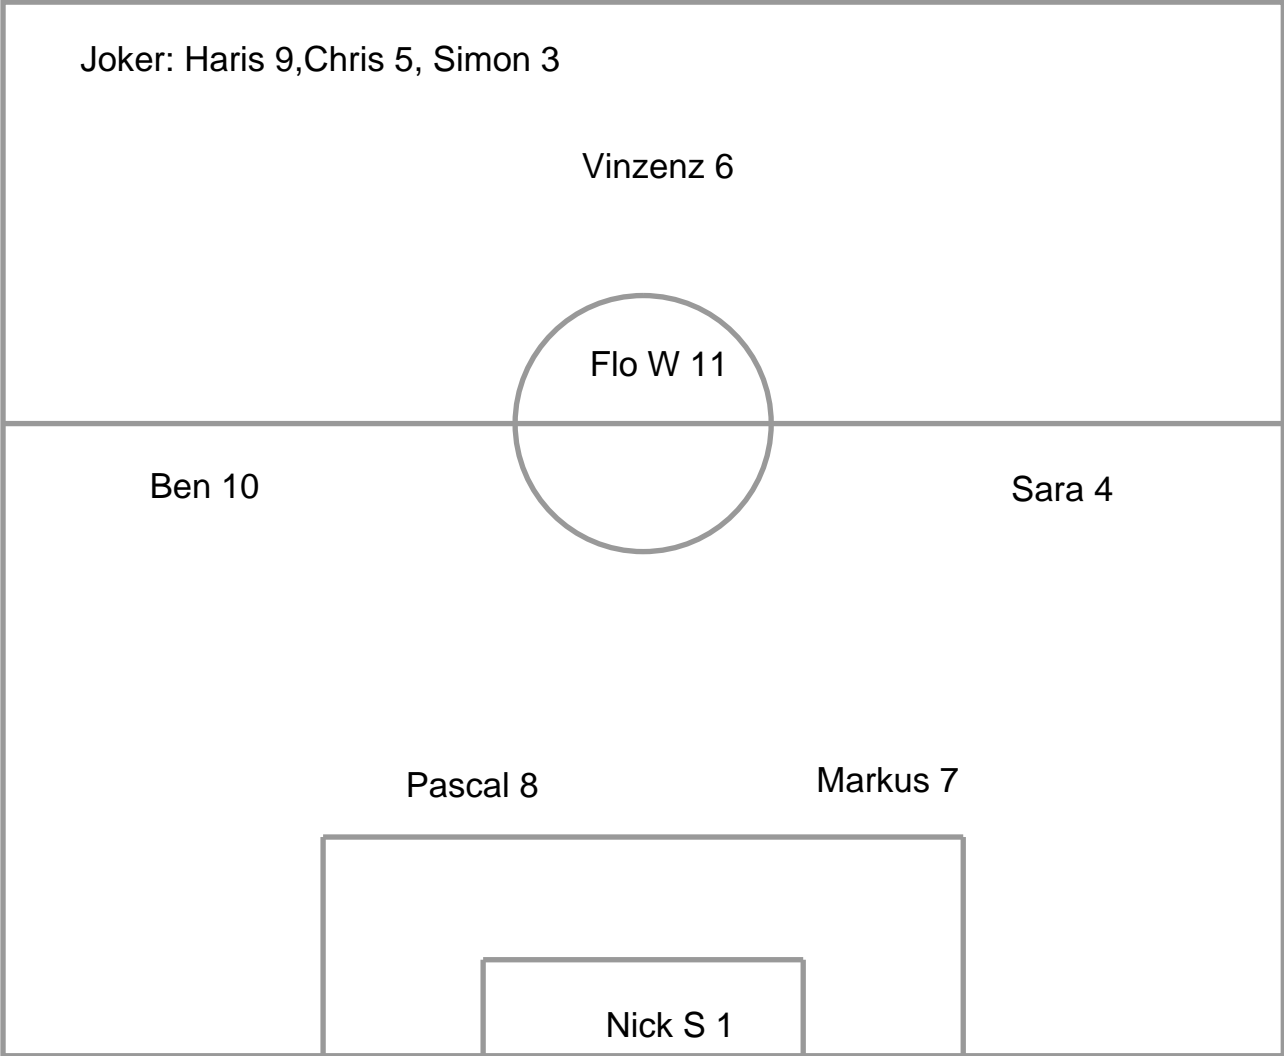 Joker: Haris 9,Chris 5, Simon 3
Vinzenz 6
Flo W 11
Ben 10
Sara 4
Pascal 8
Markus 7
Nick S 1